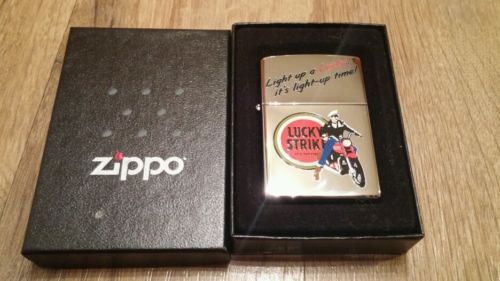 zippo
Light up a
it's light-up time!
LUCKY
STRIKE